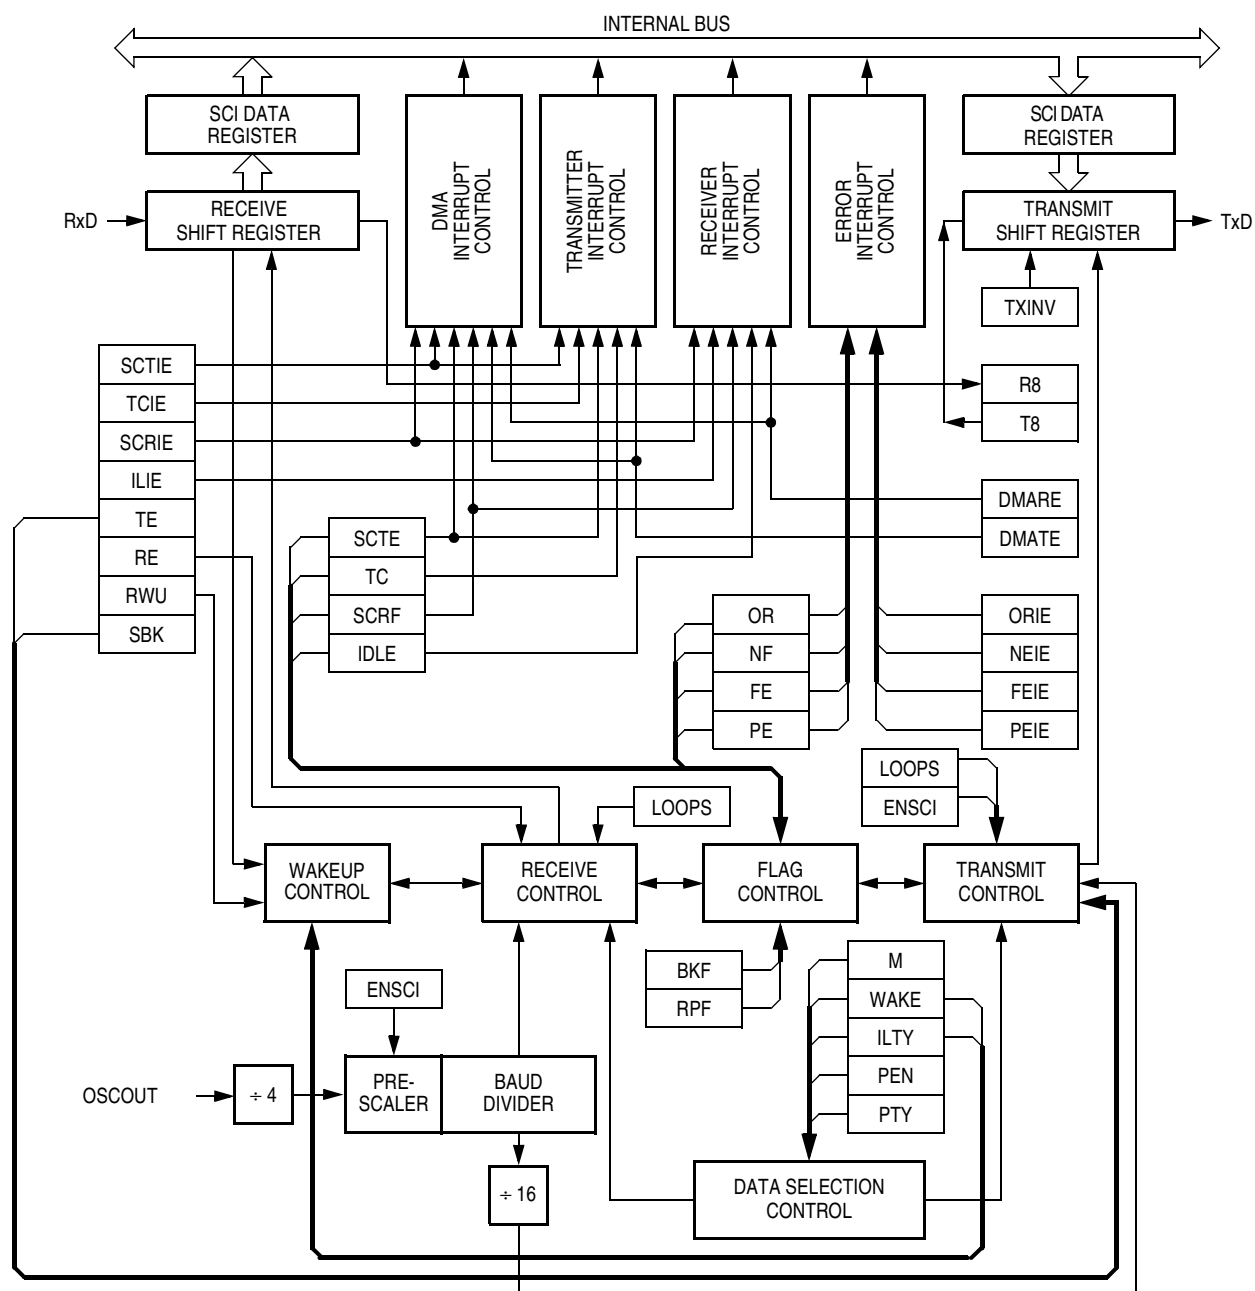 INTERNAL BUS
SCI DATA
REGISTER
DMA
INTERRUPT
CONTROL
TRANSMITTER
INTERRUPT
CONTROL
RECEIVER
INTERRUPT
CONTROL
ERROR
INTERRUPT
CONTROL
SCI DATA
REGISTER
RxD
RECEIVE
SHIFT REGISTER
TRANSMIT
SHIFT REGISTER
TxD
TXINV
SCTIE
TCIE
SCRIE
ILIE
TE
RE
RWU
SBK
R8
T8
DMARE
DMATE
SCTE
TC
SCRF
IDLE
OR
NF
FE
PE
ORIE
NEIE
FEIE
PEIE
LOOPS
LOOPS
ENSCI
WAKEUP
CONTROL
RECEIVE
CONTROL
FLAG
CONTROL
TRANSMIT
CONTROL
BKF
RPF
M
WAKE
ILTY
PEN
PTY
ENSCI
OSCOUT
÷ 4
PRE-
SCALER
BAUD
DIVIDER
÷ 16
DATA SELECTION
CONTROL